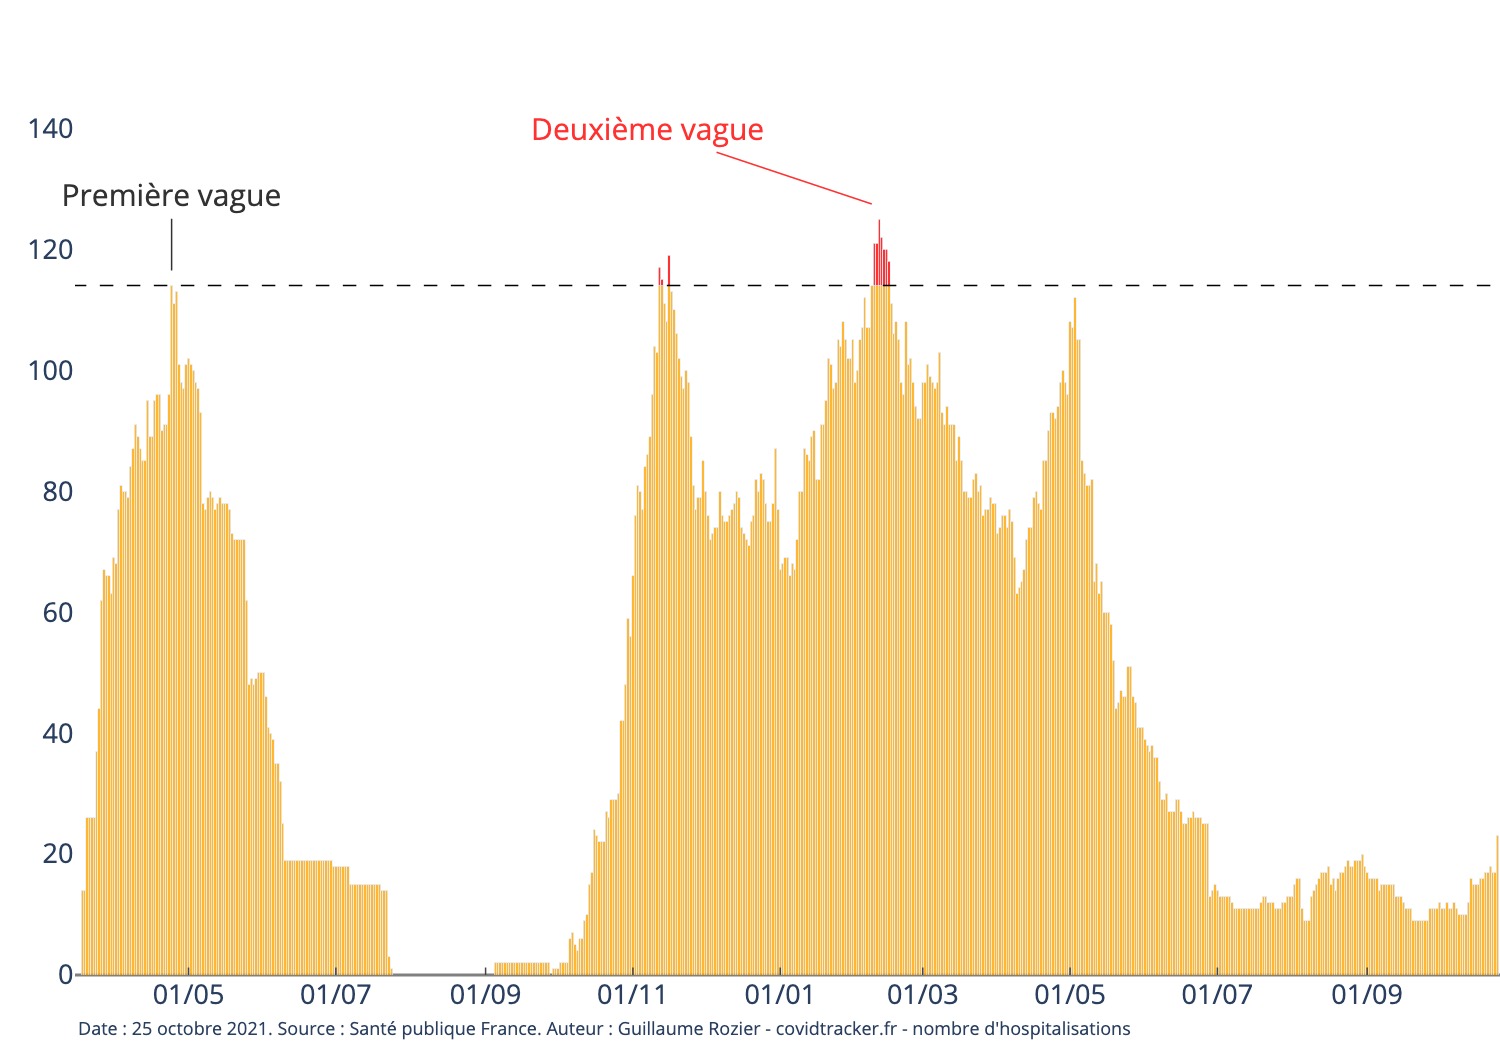 140
Deuxième vague
Première vague
120
100
80
60
40
20
0
01/05 01/07 01/09 01/11 01/01 01/03 01/05 01/07 01/09
Date : 25 octobre 2021. Source : Santé publique France. Auteur : Guillaume Rozier - covidtracker.fr - nombre d'hospitalisations